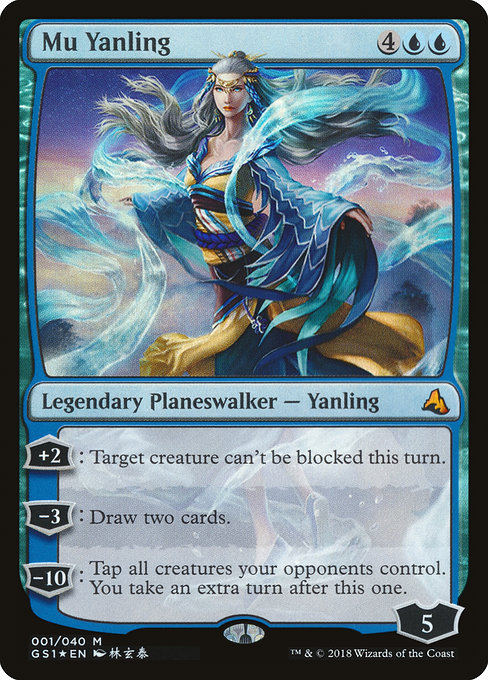 Mu Yanling 4
Legendary Planeswalker — Yanling
+2: Target creature can't be blocked this turn.
−3: Draw two cards.
−10: Tap all creatures your opponents control.
You take an extra turn after this one.
5
001/040 M
GS1★EN 林玄泰
™ & © 2018 Wizards of the Coast